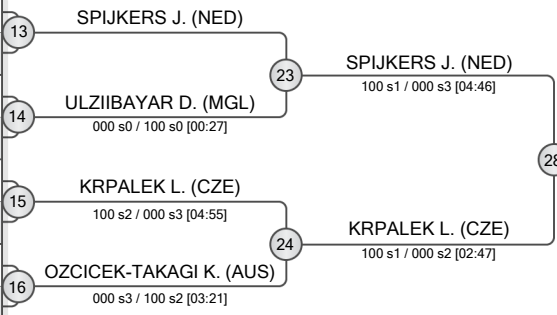 SPIJKERS J. (NED)
13
23
SPIJKERS J. (NED)
100 s1 / 000 s3 [04:46]
ULZIIBAYAR D. (MGL)
14
000 s0 / 100 s0 [00:27]
28
KRPALEK L. (CZE)
15
100 s2 / 000 s3 [04:55]
24
KRPALEK L. (CZE)
100 s1 / 000 s2 [02:47]
OZCICEK-TAKAGI K. (AUS)
16
000 s3 / 100 s2 [03:21]